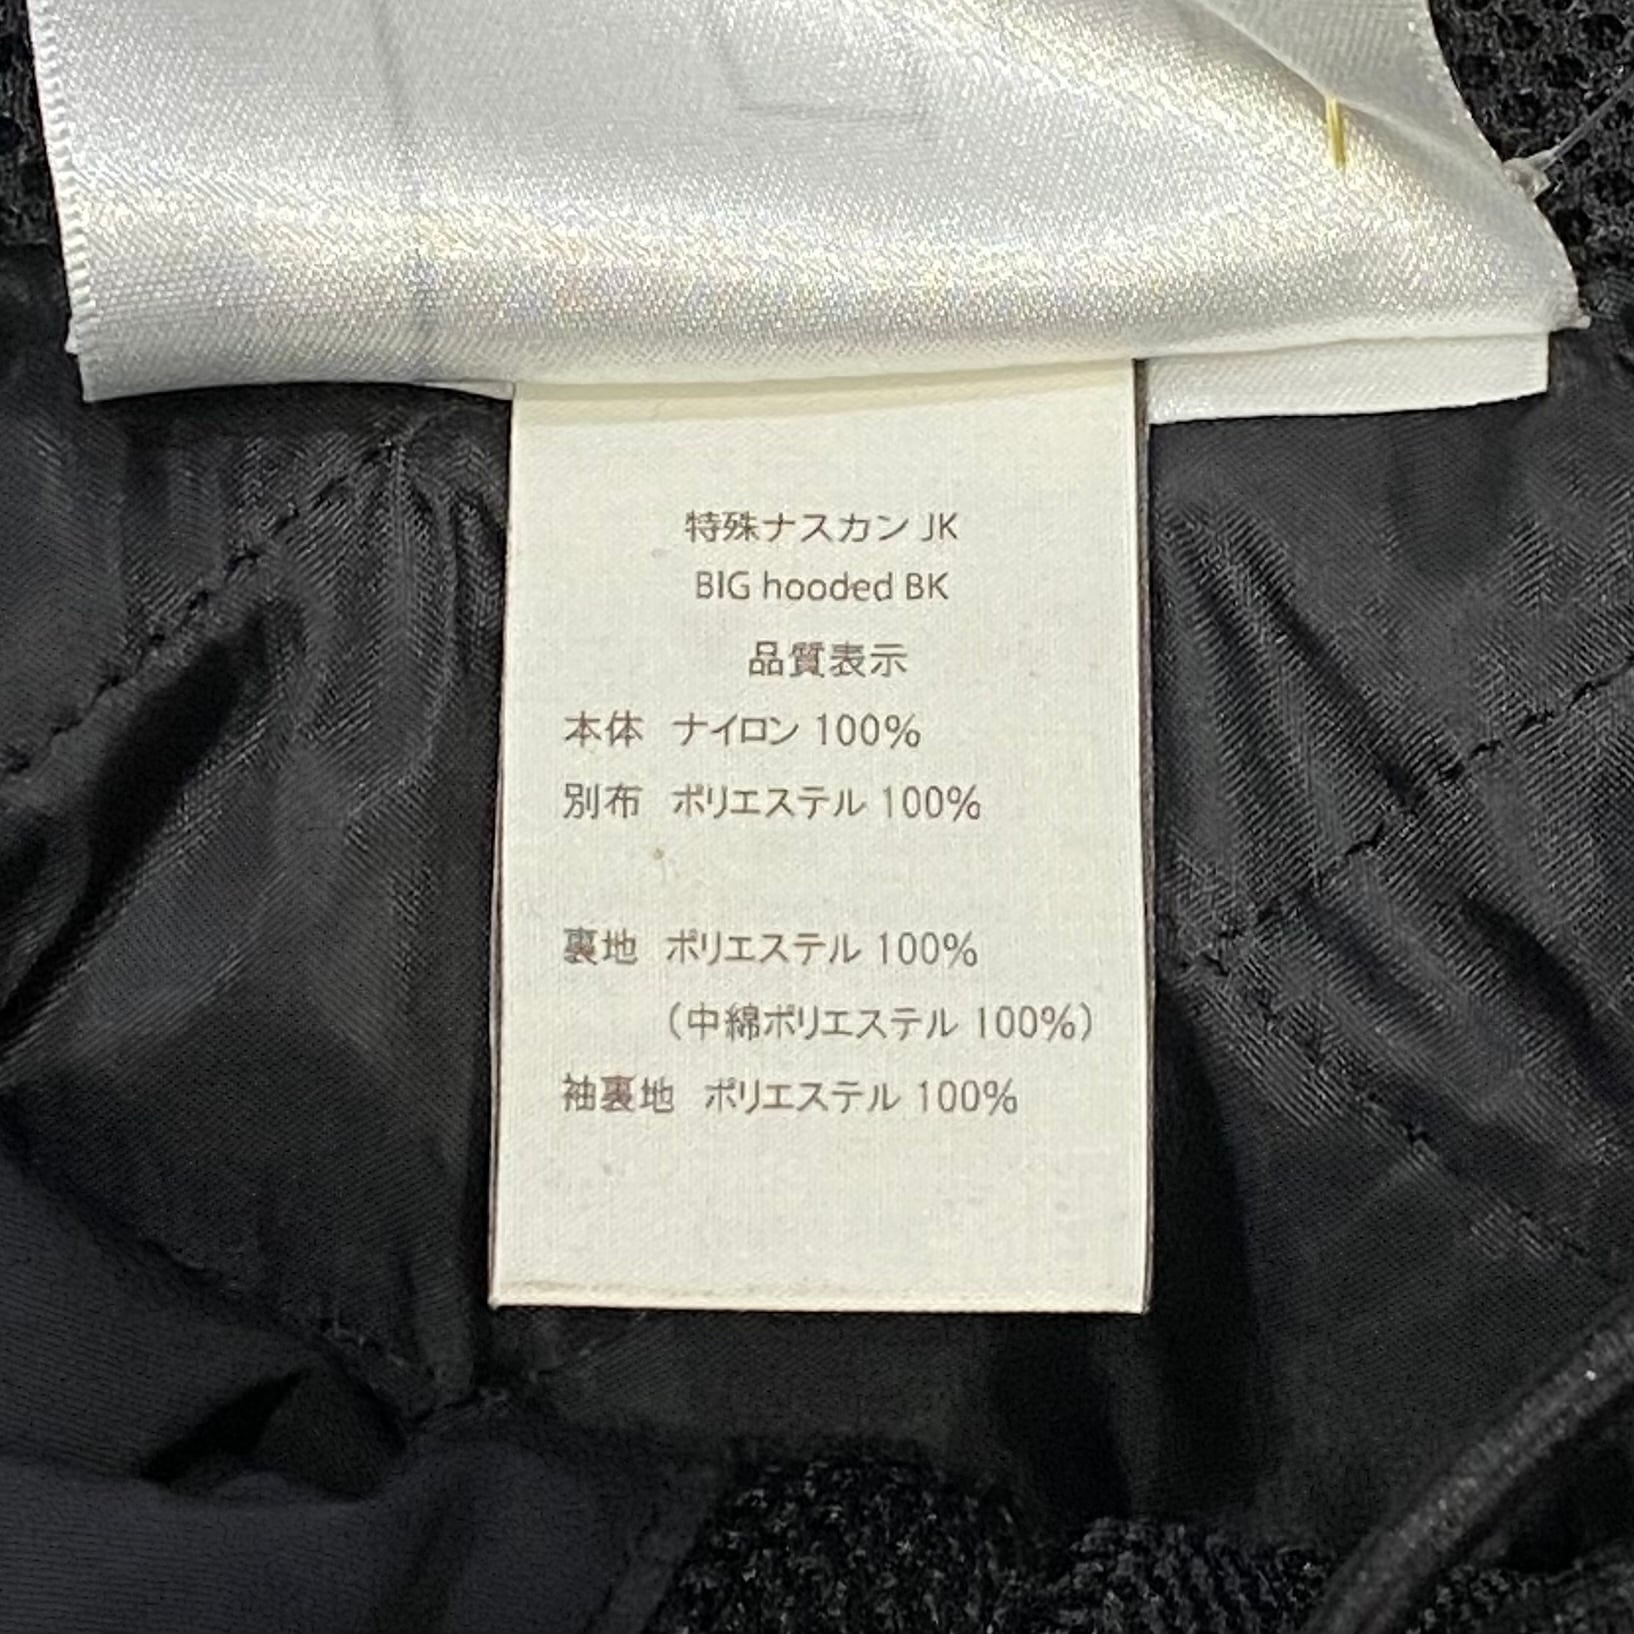 特殊ナスカン JK
BIG hooded BK
品質表示
本体 ナイロン 100%
別布 ポリエステル 100%
裏地 ポリエステル 100%
(中綿ポリエステル 100%)
袖裏地 ポリエステル 100%